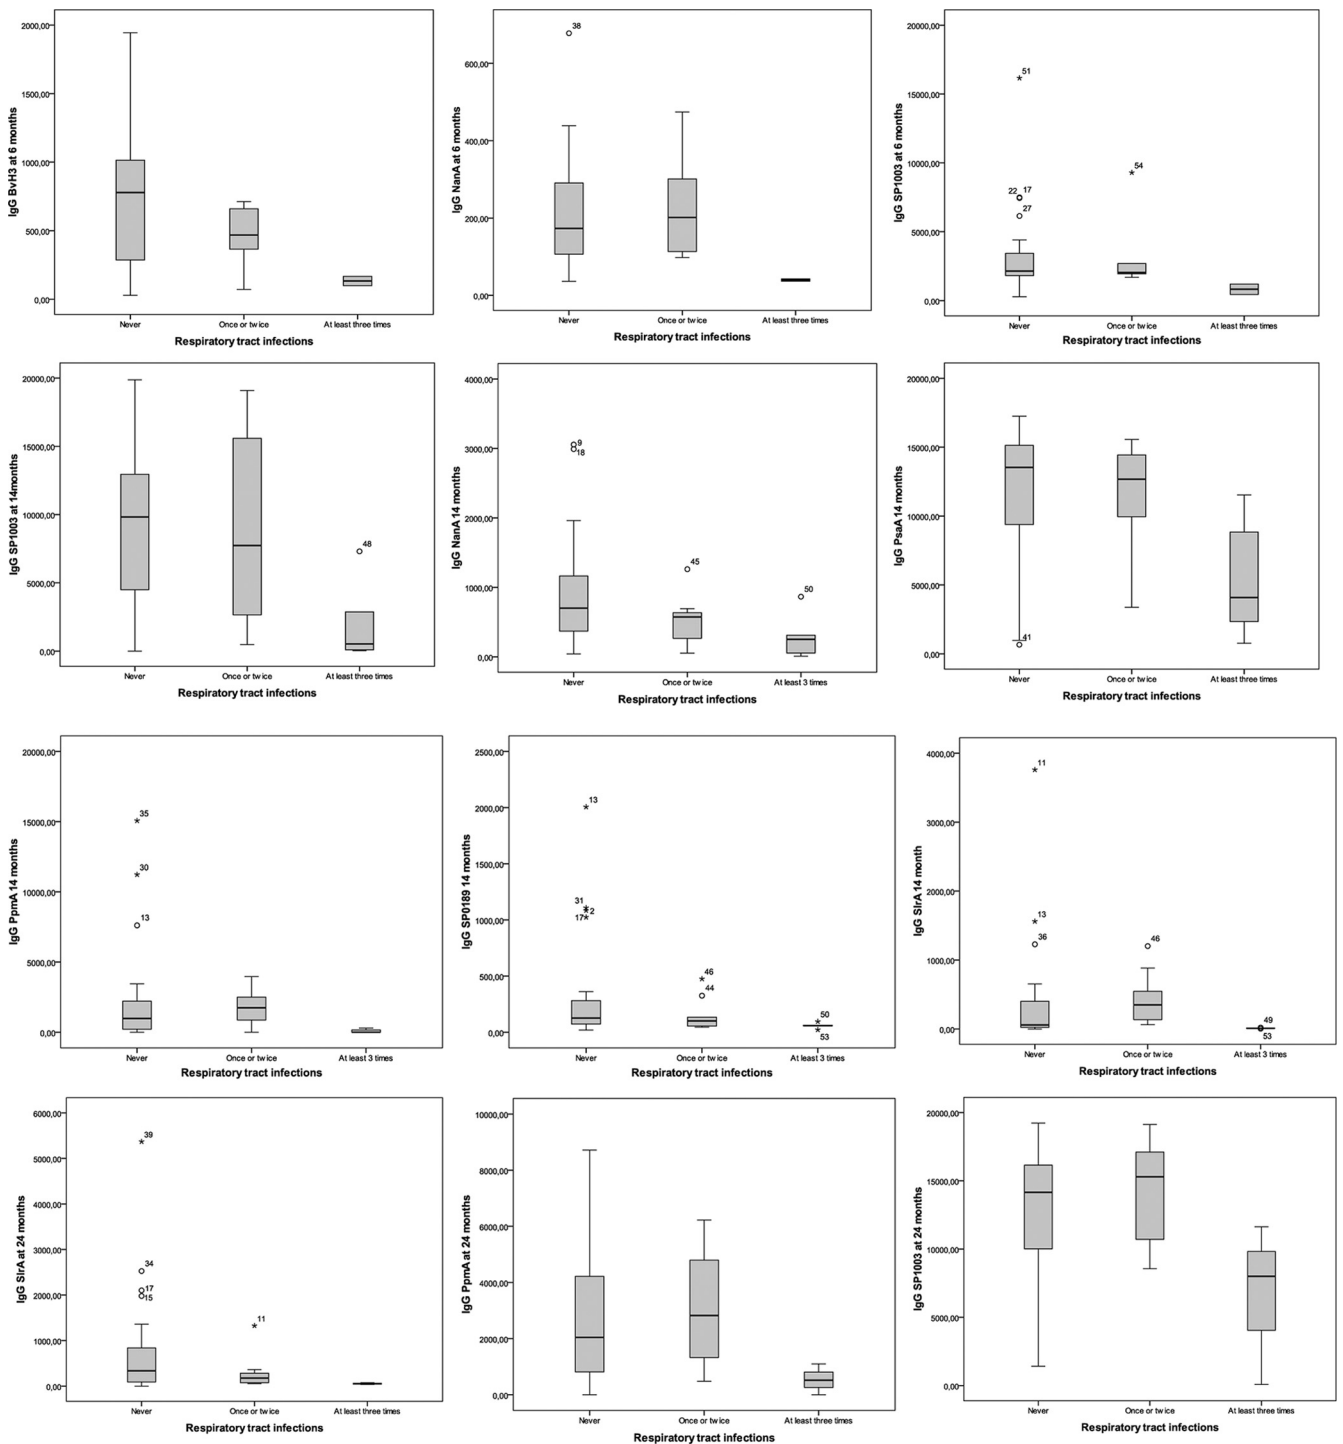 2000,00
1500,00
1000,00
500,00
0,00
IgG BvH3 at 6 months
Never
Once or twice
At least three times
Respiratory tract infections
38
600,00
400,00
200,00
0,00
IgG NanA at 6 months
Never
Once or twice
At least three times
Respiratory tract infections
20000,00
15000,00
10000,00
5000,00
0,00
IgG SP1003 at 6 months
51
54
22 17
27
Never
Once or twice
At least three times
Respiratory tract infections
20000,00
15000,00
10000,00
5000,00
0,00
IgG SP1003 at 14months
48
Never
Once or twice
At least three times
Respiratory tract infections
4000,00
3000,00
2000,00
1000,00
0,00
IgG NanA 14 months
9
18
45
50
Never
Once or twice
At least 3 times
Respiratory tract infections
20000,00
15000,00
10000,00
5000,00
0,00
IgG PsaA 14 months
41
Never
Once or twice
At least three times
Respiratory tract infections
20000,00
15000,00
10000,00
5000,00
0,00
IgG PpmA 14 months
35
30
13
Never
Once or twice
At least 3 times
Respiratory tract infections
2500,00
2000,00
1500,00
1000,00
500,00
0,00
IgG SP0189 14 months
13
31
2
17
46
44
50
53
Never
Once or twice
At least 3 times
Respiratory tract infections
4000,00
3000,00
2000,00
1000,00
0,00
IgG SlrA 14 month
11
13
36
46
49
53
Never
Once or twice
At least 3 times
Respiratory tract infections
6000,00
5000,00
4000,00
3000,00
2000,00
1000,00
0,00
IgG SlrA at 24 months
39
34
17
15
11
Never
Once or twice
At least three times
Respiratory tract infections
10000,00
8000,00
6000,00
4000,00
2000,00
0,00
IgG PpmA at 24 months
Never
Once or twice
At least three times
Respiratory tract infections
20000,00
15000,00
10000,00
5000,00
0,00
IgG SP1003 at 24 months
Never
Once or twice
At least three times
Respiratory tract infections